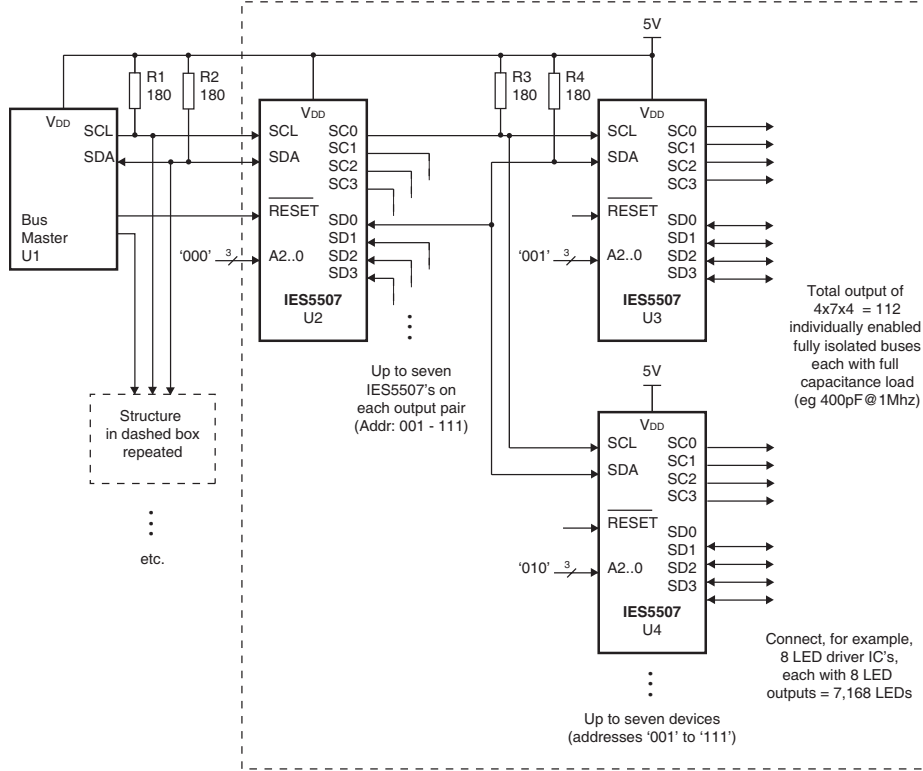 5V
R1
180
R2
180
R3
180
R4
180
VDD
SCL
SDA
Bus
Master
U1
VDD
SCL
SDA
RESET
'000'
3
A2..0
SC0
SC1
SC2
SC3
SD0
SD1
SD2
SD3
IES5507
U2
VDD
SCL
SDA
RESET
'001'
3
A2..0
SC0
SC1
SC2
SC3
SD0
SD1
SD2
SD3
IES5507
U3
Total output of
4x7x4 = 112
individually enabled
fully isolated buses
each with full
capacitance load
(eg 400pF@1Mhz)
Up to seven
IES5507's on
each output pair
(Addr: 001 - 111)
Structure
in dashed box
repeated
etc.
5V
VDD
SCL
SDA
RESET
'010'
3
A2..0
SC0
SC1
SC2
SC3
SD0
SD1
SD2
SD3
IES5507
U4
Connect, for example,
8 LED driver IC's,
each with 8 LED
outputs = 7,168 LEDs
Up to seven devices
(addresses '001' to '111')